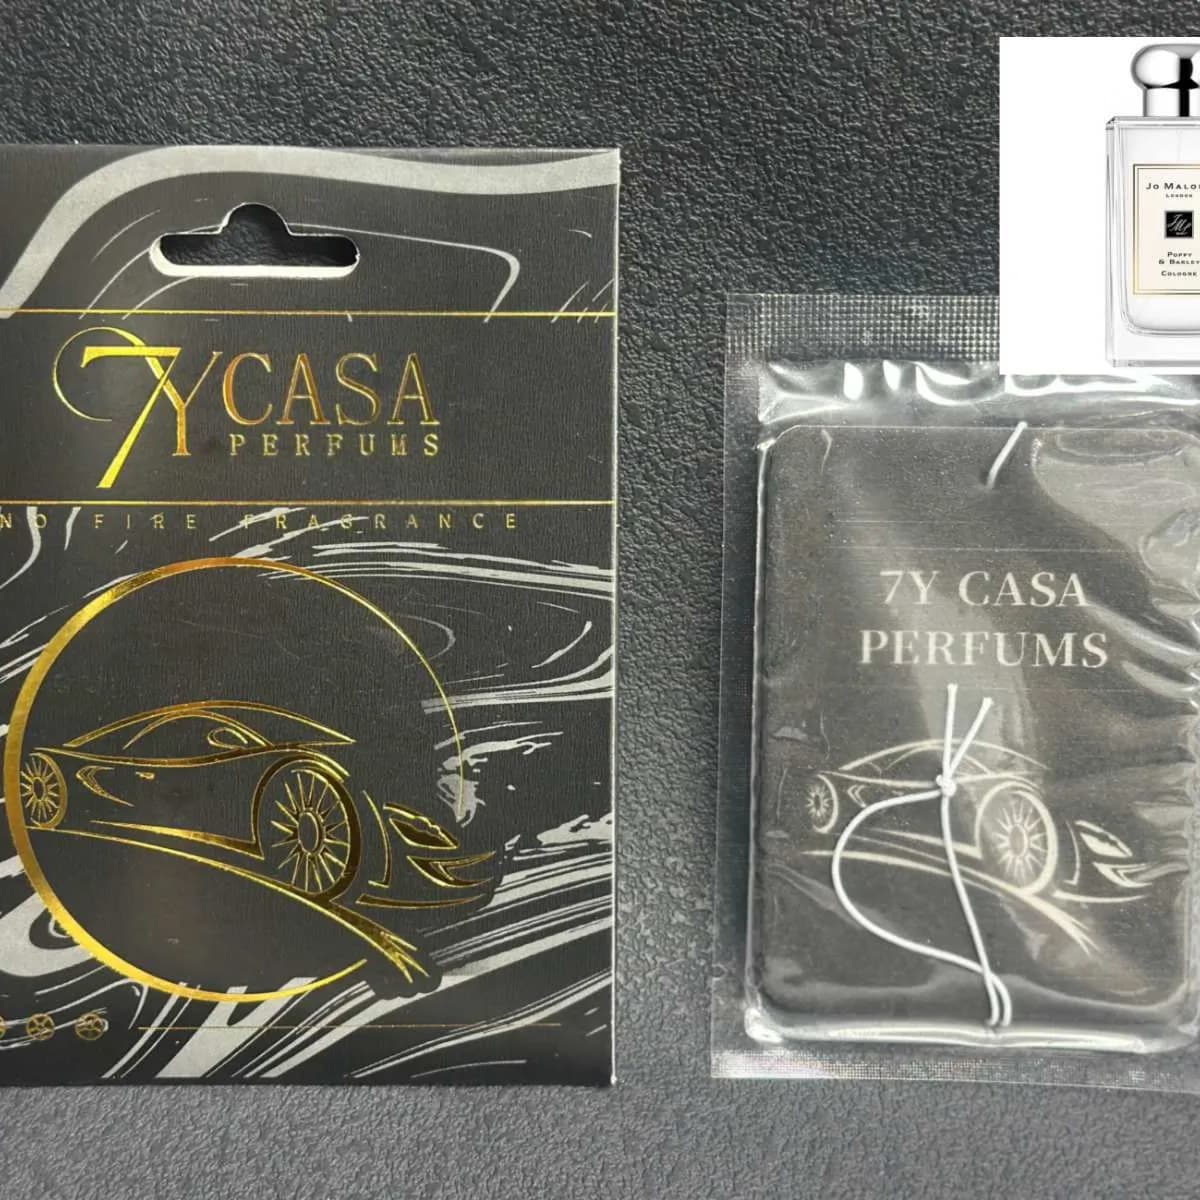 7YCASA
PERFUMS
NO FIRE FRAGRANCE
7Y CASA
PERFUMS
JO MALO
LONDON
POPPY
& BARLEY
COLOGNE